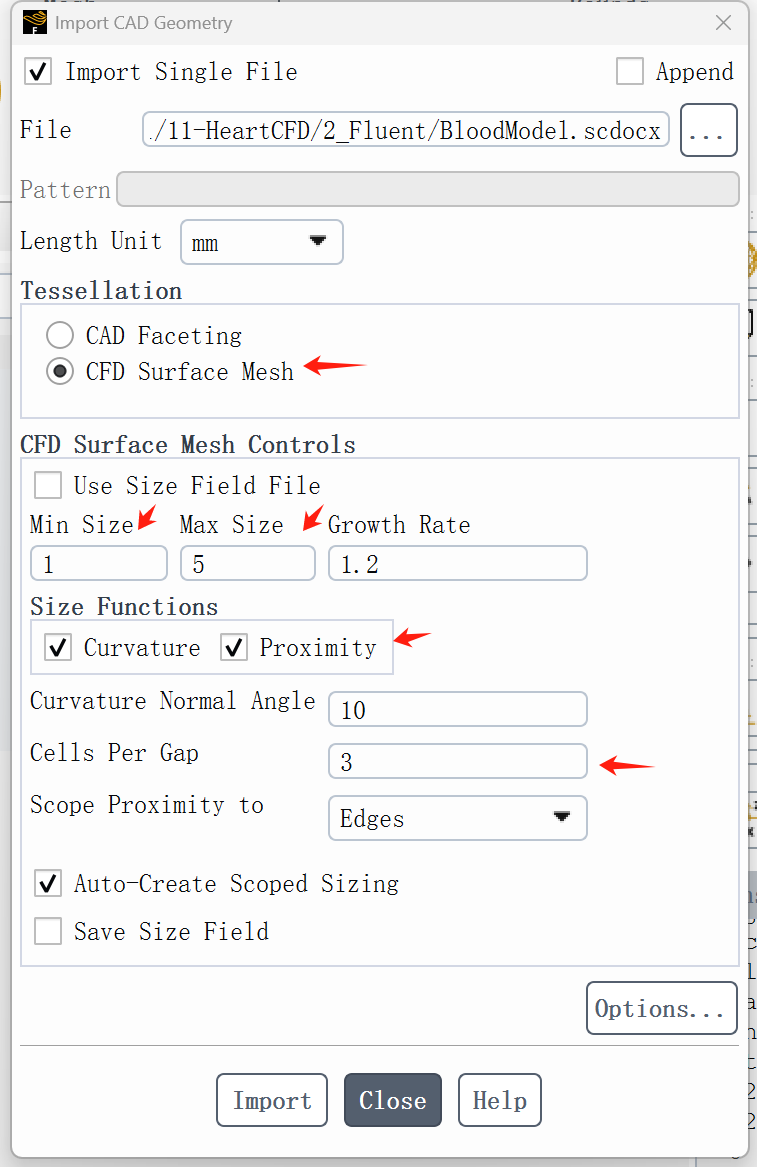 Import CAD Geometry
Import Single File Append
File ./11-HeartCFD/2_Fluent/BloodModel.scdocx ...
Pattern
Length Unit mm
Tessellation
CAD Faceting
CFD Surface Mesh
CFD Surface Mesh Controls
Use Size Field File
Min Size Max Size Growth Rate
1 5 1.2
Size Functions
Curvature Proximity
Curvature Normal Angle 10
Cells Per Gap 3
Scope Proximity to Edges
Auto-Create Scoped Sizing
Save Size Field
Options...
Import Close Help